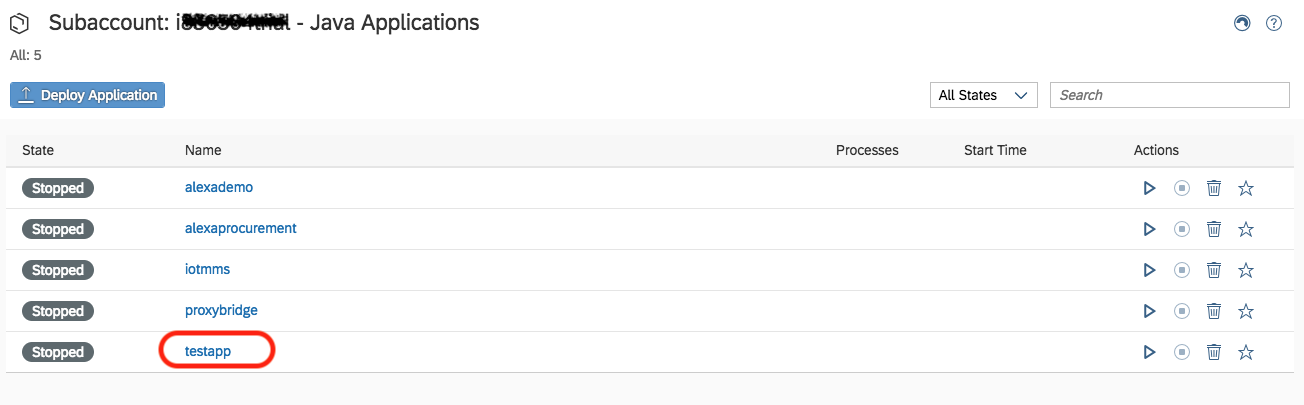 Subaccount: - Java Applications
All: 5
Deploy Application
All States
Search
State Name Processes Start Time Actions
Stopped alexademo
Stopped alexaprocurement
Stopped iotmms
Stopped proxybridge
Stopped testapp